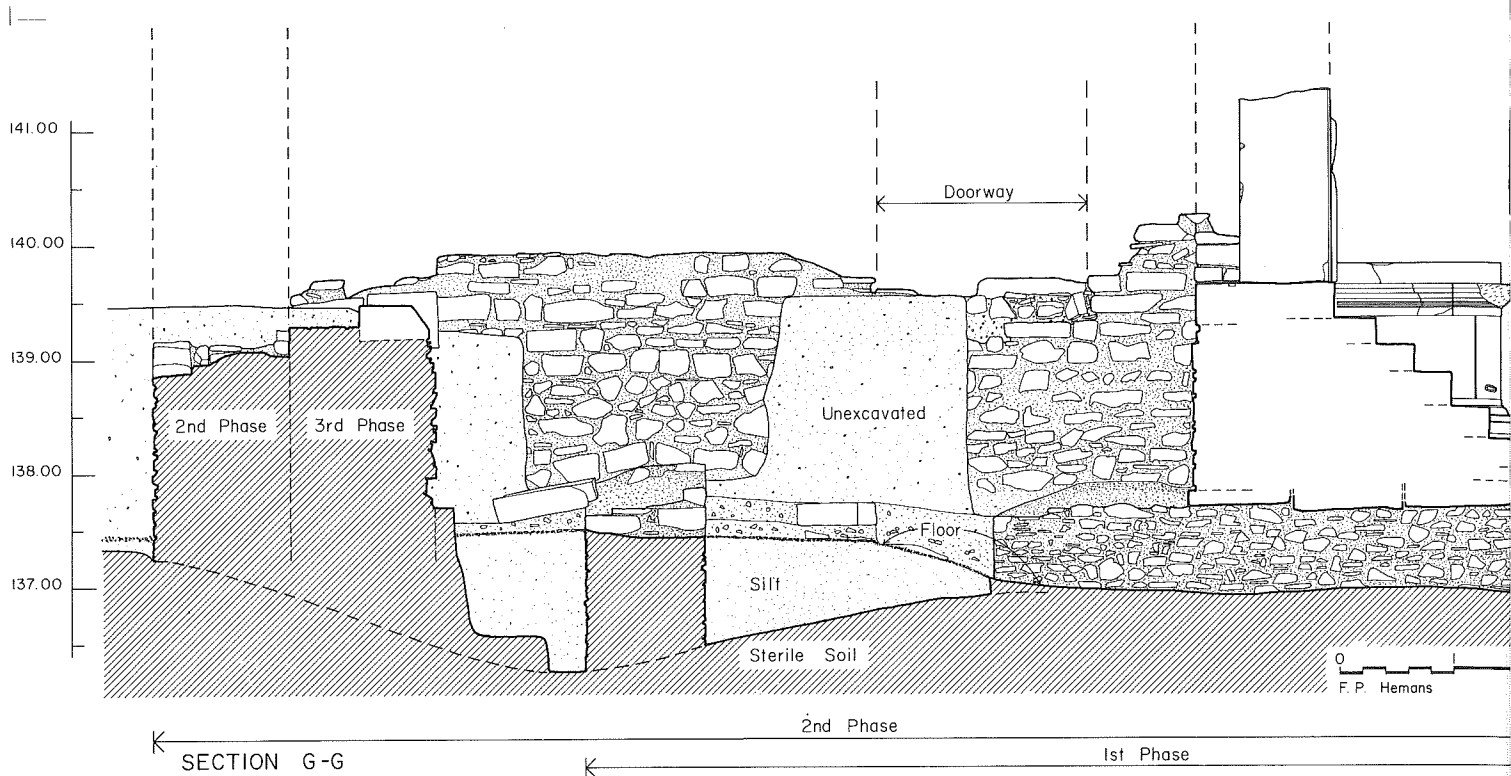 141.00
Doorway
140.00
139.00
2nd Phase
3rd Phase
Unexcavated
138.00
Floor
137.00
Silt
Sterile Soil
0 1
F. P. Hemans
2nd Phase
SECTION G-G
1st Phase